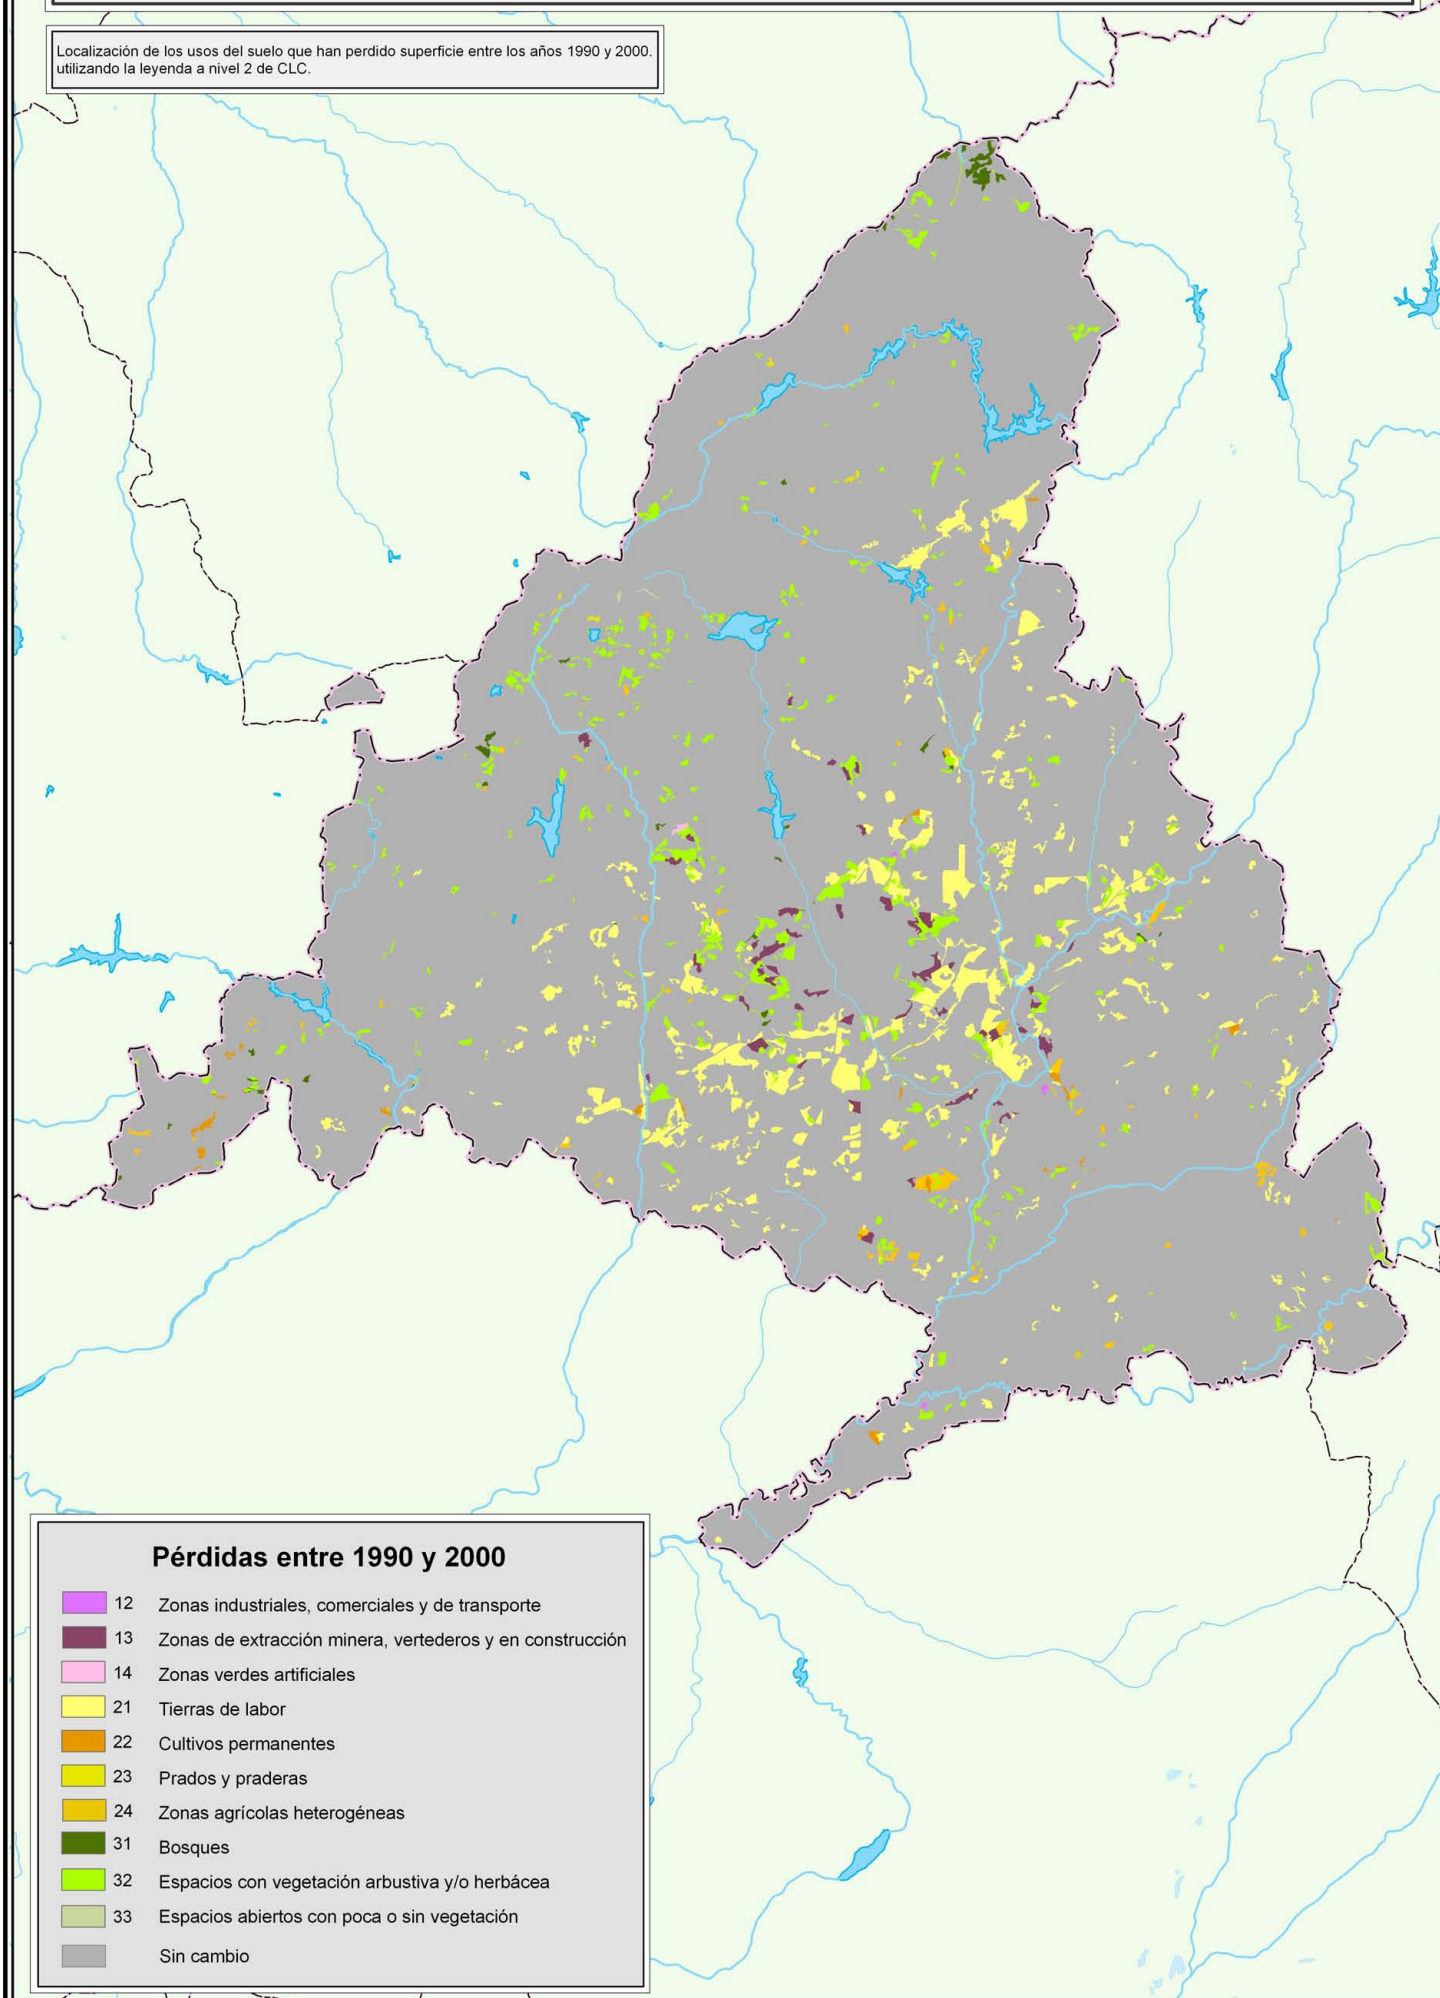 Localización de los usos del suelo que han perdido superficie entre los años 1990 y 2000.
utilizando la leyenda a nivel 2 de CLC.
Pérdidas entre 1990 y 2000
12 Zonas industriales, comerciales y de transporte
13 Zonas de extracción minera, vertederos y en construcción
14 Zonas verdes artificiales
21 Tierras de labor
22 Cultivos permanentes
23 Prados y praderas
24 Zonas agrícolas heterogéneas
31 Bosques
32 Espacios con vegetación arbustiva y/o herbácea
33 Espacios abiertos con poca o sin vegetación
Sin cambio